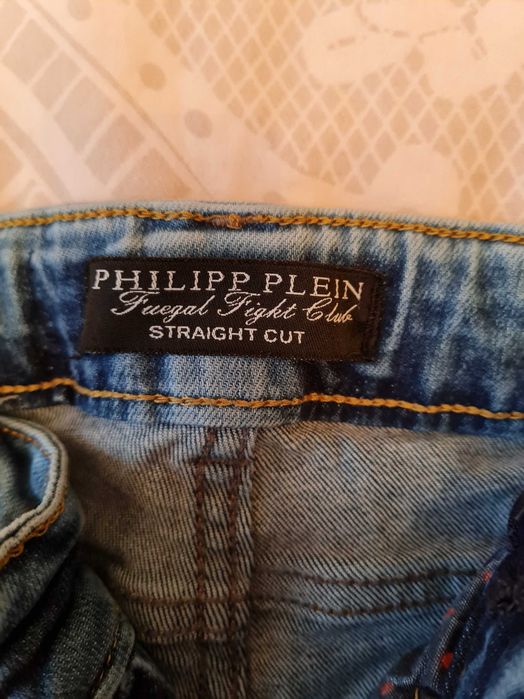 PHILIPP PLEIN
Fuegal Fight Club
STRAIGHT CUT